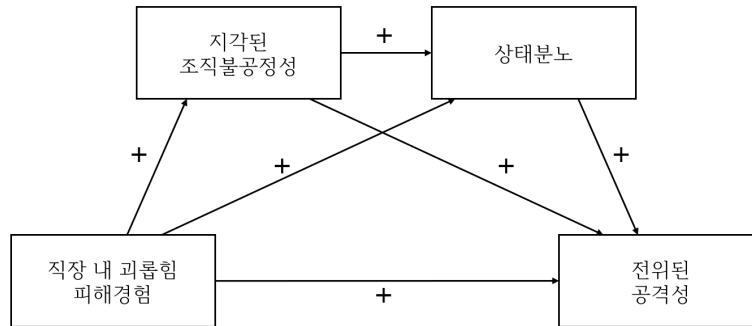 지각된
조직불공정성
+
상태분노
+
+
+
+
직장 내 괴롭힘
피해경험
+
전위된
공격성